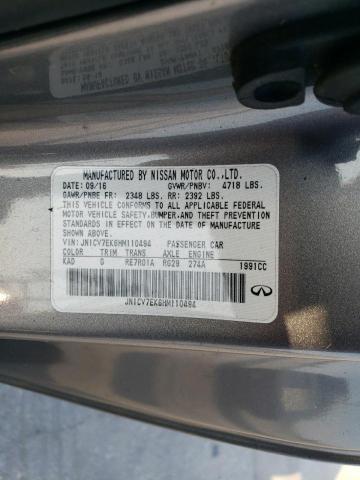 MANUFACTURED BY NISSAN MOTOR CO.,LTD.
DATE: 09/16 GVWR/PNBV: 4718 LBS.
GAWR/PNBE FR: 2348 LBS. RR: 2392 LBS.
THIS VEHICLE CONFORMS TO ALL APPLICABLE FEDERAL
MOTOR VEHICLE SAFETY,BUMPER,AND THEFT PREVENTION
STANDARDS IN EFFECT ON THE DATE OF MANUFACTURE
SHOWN ABOVE.
VIN: JN1CV7EK6HM110494 PASSENGER CAR
COLOR TRIM TRANS AXLE ENGINE
KAD G RE7R01A RG29 274A 1991CC
JN1CV7EK6HM110494